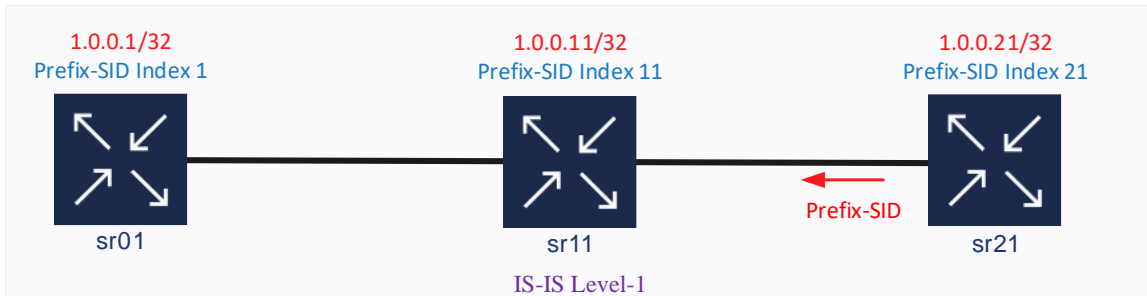 1.0.0.1/32
Prefix-SID Index 1
1.0.0.11/32
Prefix-SID Index 11
1.0.0.21/32
Prefix-SID Index 21
Prefix-SID
sr01
sr11
sr21
IS-IS Level-1